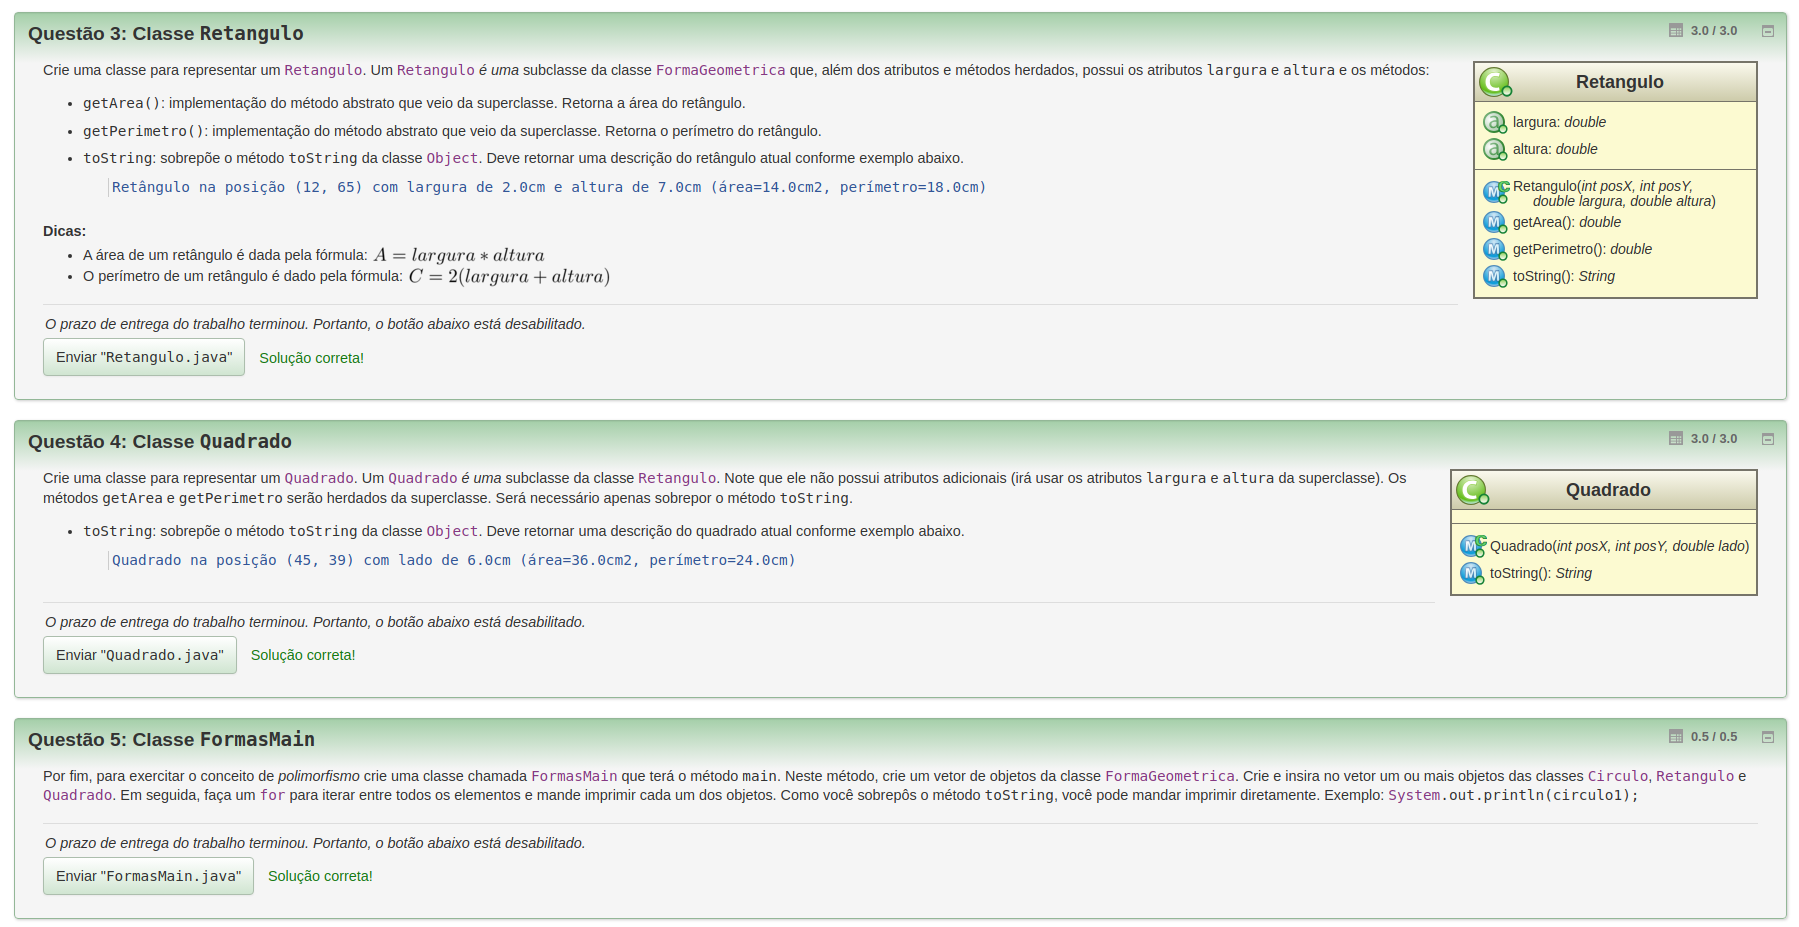 Questão 3: Classe Retangulo
3.0 / 3.0
Crie uma classe para representar um Retangulo. Um Retangulo é uma subclasse da classe FormaGeometrica que, além dos atributos e métodos herdados, possui os atributos largura e altura e os métodos:
• getArea(): implementação do método abstrato que veio da superclasse. Retorna a área do retângulo.
• getPerimetro(): implementação do método abstrato que veio da superclasse. Retorna o perímetro do retângulo.
• toString: sobrepõe o método toString da classe Object. Deve retornar uma descrição do retângulo atual conforme exemplo abaixo.
Retângulo na posição (12, 65) com largura de 2.0cm e altura de 7.0cm (área=14.0cm2, perímetro=18.0cm)
Dicas:
• A área de um retângulo é dada pela fórmula: A = largura * altura
• O perímetro de um retângulo é dado pela fórmula: C = 2(largura + altura)
C Retangulo
a largura: double
a altura: double
M C Retangulo(int posX, int posY,
double largura, double altura)
M getArea(): double
M getPerimetro(): double
M toString(): String
O prazo de entrega do trabalho terminou. Portanto, o botão abaixo está desabilitado.
Enviar "Retangulo.java" Solução correta!
Questão 4: Classe Quadrado
3.0 / 3.0
Crie uma classe para representar um Quadrado. Um Quadrado é uma subclasse da classe Retangulo. Note que ele não possui atributos adicionais (irá usar os atributos largura e altura da superclasse). Os
métodos getArea e getPerimetro serão herdados da superclasse. Será necessário apenas sobrepor o método toString.
• toString: sobrepõe o método toString da classe Object. Deve retornar uma descrição do quadrado atual conforme exemplo abaixo.
Quadrado na posição (45, 39) com lado de 6.0cm (área=36.0cm2, perímetro=24.0cm)
C Quadrado
M C Quadrado(int posX, int posY, double lado)
M toString(): String
O prazo de entrega do trabalho terminou. Portanto, o botão abaixo está desabilitado.
Enviar "Quadrado.java" Solução correta!
Questão 5: Classe FormasMain
0.5 / 0.5
Por fim, para exercitar o conceito de polimorfismo crie uma classe chamada FormasMain que terá o método main. Neste método, crie um vetor de objetos da classe FormaGeometrica. Crie e insira no vetor um ou mais objetos das classes Circulo, Retangulo e
Quadrado. Em seguida, faça um for para iterar entre todos os elementos e mande imprimir cada um dos objetos. Como você sobrepôs o método toString, você pode mandar imprimir diretamente. Exemplo: System.out.println(circulo1);
O prazo de entrega do trabalho terminou. Portanto, o botão abaixo está desabilitado.
Enviar "FormasMain.java" Solução correta!